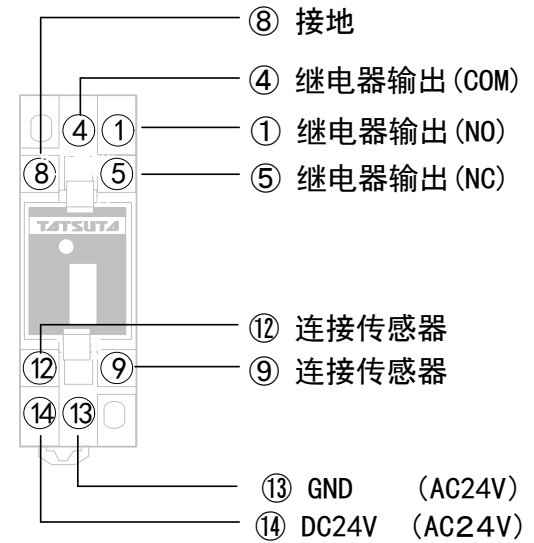 ⑧ 接地
④ 继电器输出(COM)
④ ① ① 继电器输出(NO)
⑧ ⑤ ⑤ 继电器输出(NC)
TATSUTA
⑫ 连接传感器
⑫ ⑨ ⑨ 连接传感器
⑭ ⑬
⑬ GND (AC24V)
⑭ DC24V (AC24V)